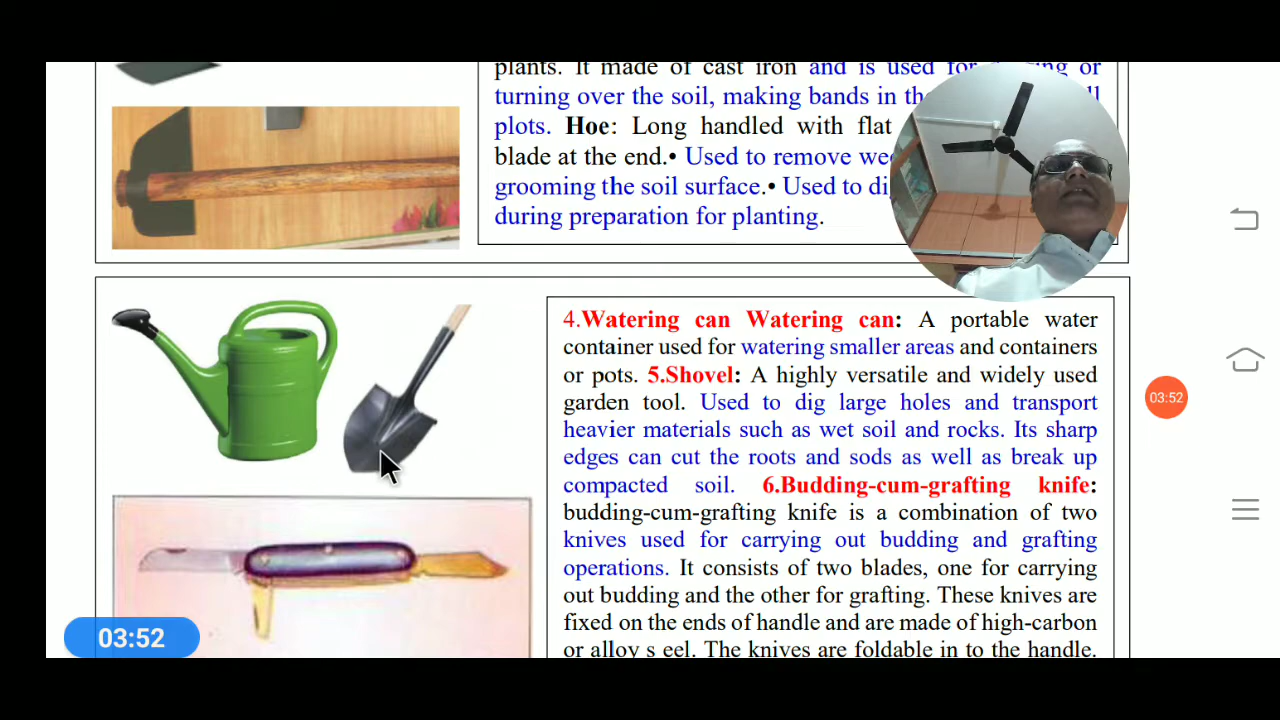 plants. It made of cast iron and is used for or
turning over the soil, making bands in
plots. Hoe: Long handled with flat
blade at the end.• Used to remove
grooming the soil surface.• Used to
during preparation for planting.
4.Watering can Watering can: A portable water
container used for watering smaller areas and containers
or pots. 5.Shovel: A highly versatile and widely used
garden tool. Used to dig large holes and transport
heavier materials such as wet soil and rocks. Its sharp
edges can cut the roots and sods as well as break up
compacted soil. 6.Budding-cum-grafting knife:
budding-cum-grafting knife is a combination of two
knives used for carrying out budding and grafting
operations. It consists of two blades, one for carrying
out budding and the other for grafting. These knives are
fixed on the ends of handle and are made of high-carbon
or alloy s eel. The knives are foldable in to the handle.
03:52
03:52